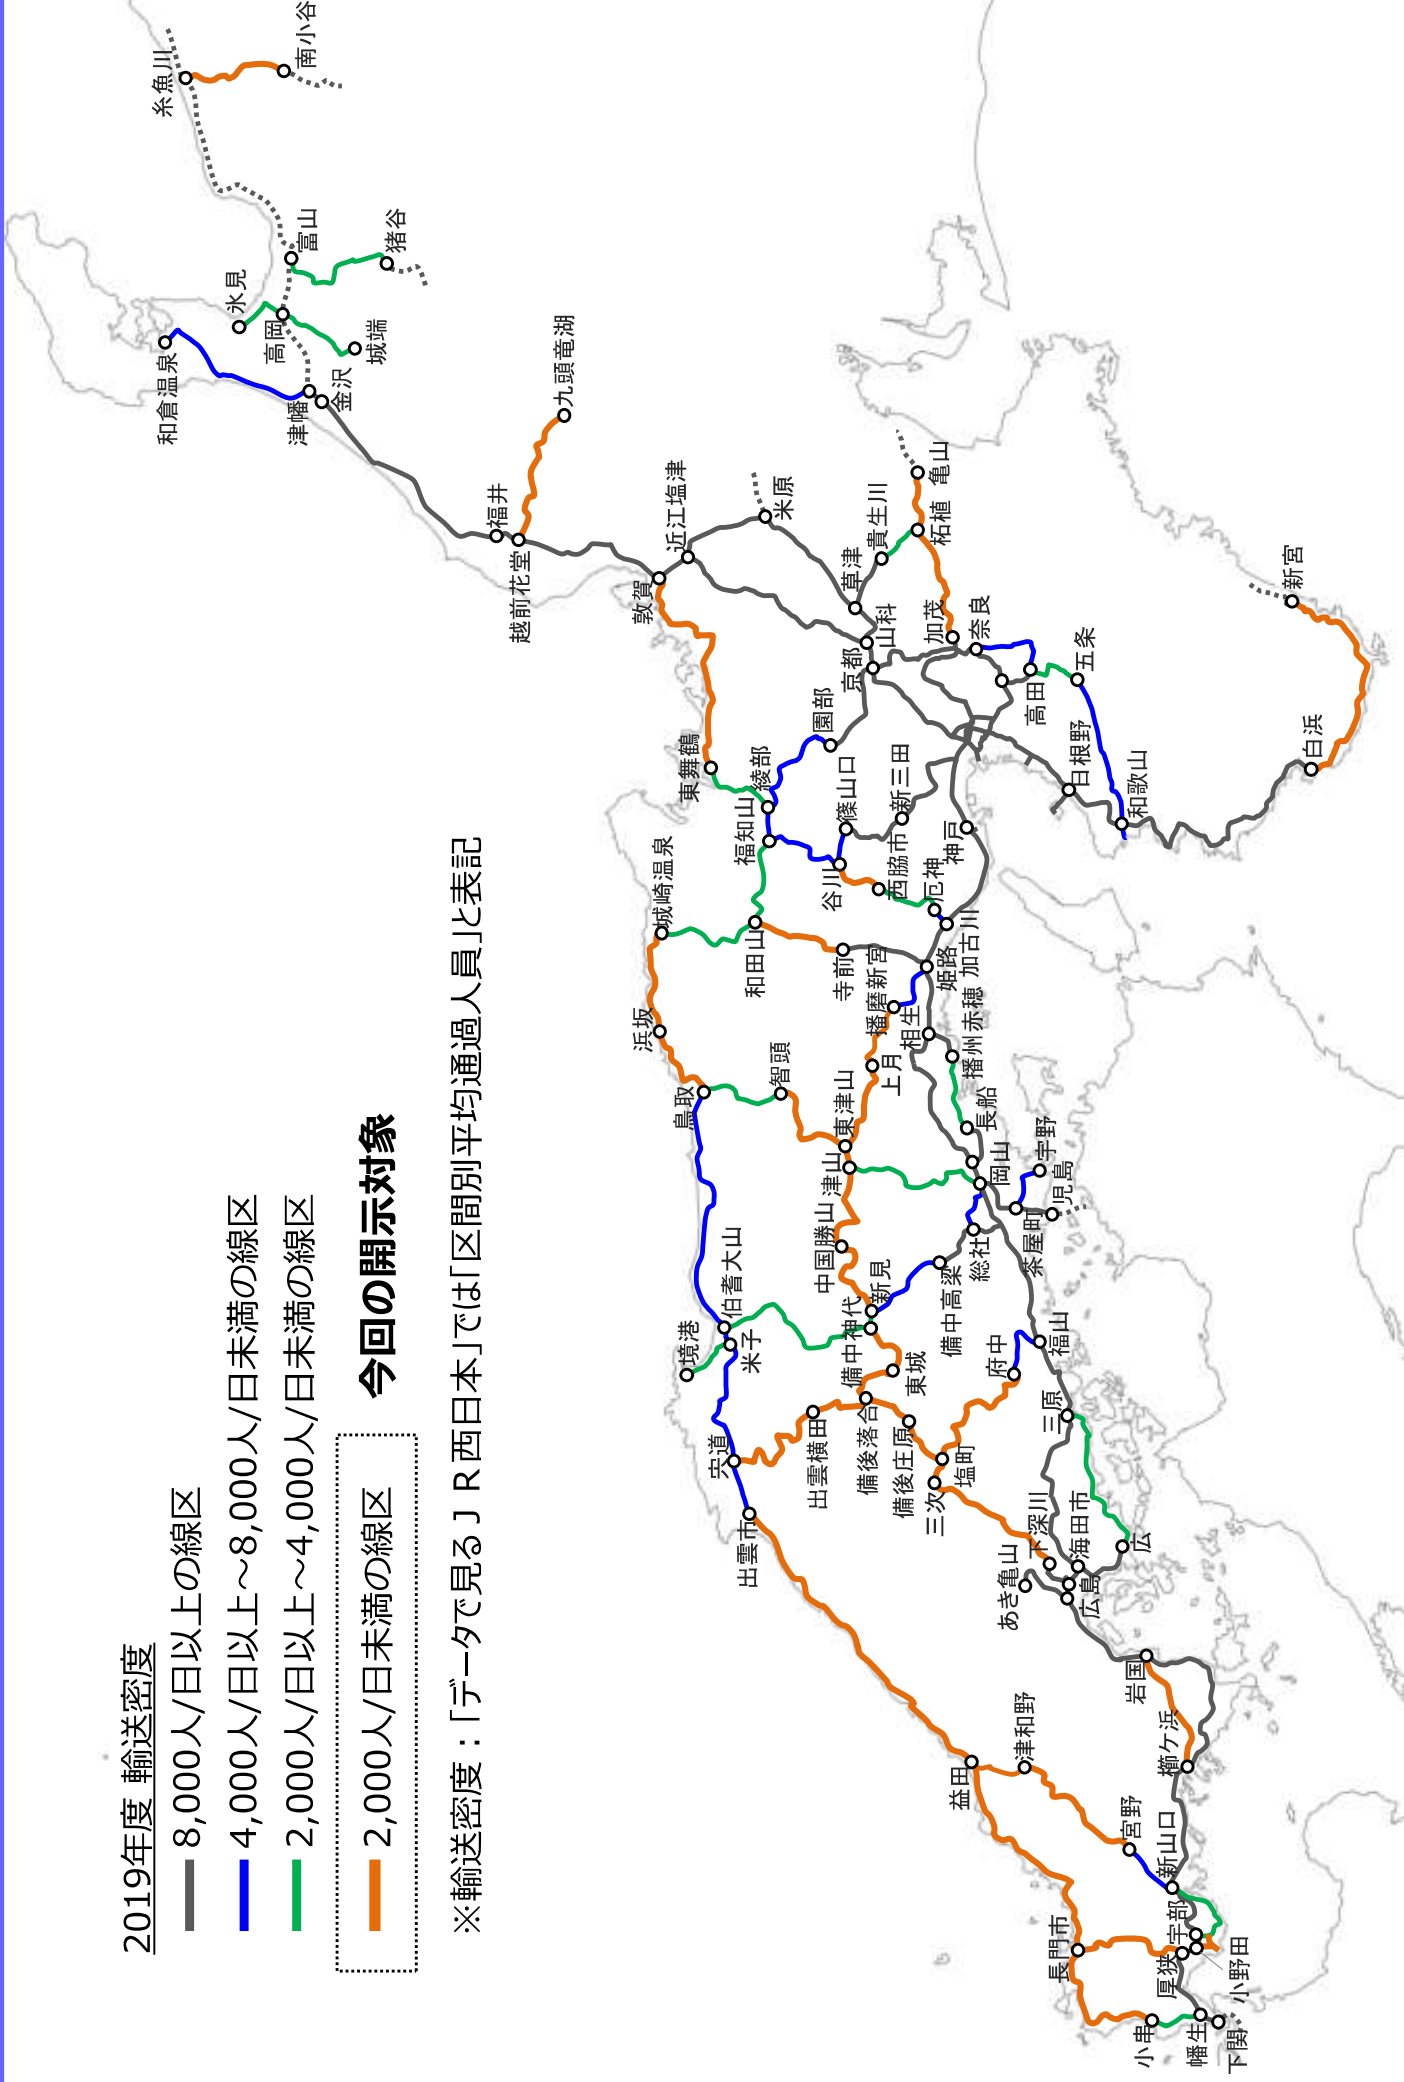 2019年度 輸送密度
8,000人/日以上の線区
4,000人/日以上～8,000人/日未満の線区
2,000人/日以上～4,000人/日未満の線区
2,000人/日未満の線区
今回の開示対象
※輸送密度：「データで見るＪＲ西日本」では「区間別平均通過人員」と表記
糸魚川
南小谷
富山
猪谷
氷見
高岡
城端
和倉温泉
津幡
金沢
福井
越前花堂
九頭竜湖
敦賀
近江塩津
米原
草津
貴生川
柘植
亀山
山科
京都
加茂
奈良
高田
五条
日根野
和歌山
白浜
新宮
東舞鶴
綾部
園部
福知山
篠山口
新三田
谷川
西脇市
厄神
神戸
加古川
城崎温泉
和田山
寺前
姫路
播磨新宮
相生
播州赤穂
浜坂
鳥取
智頭
上月
東津山
津山
長船
岡山
宇野
児島
茶屋町
総社
中国勝山
新見
備中神代
備中高梁
伯耆大山
境港
米子
東城
府中
福山
三原
宍道
出雲市
出雲横田
備後落合
備後庄原
塩町
三次
下深川
海田市
広
広島
あき亀山
岩国
櫛ケ浜
益田
津和野
宮野
新山口
宇部
小野田
厚狭
長門市
小串
幡生
下関